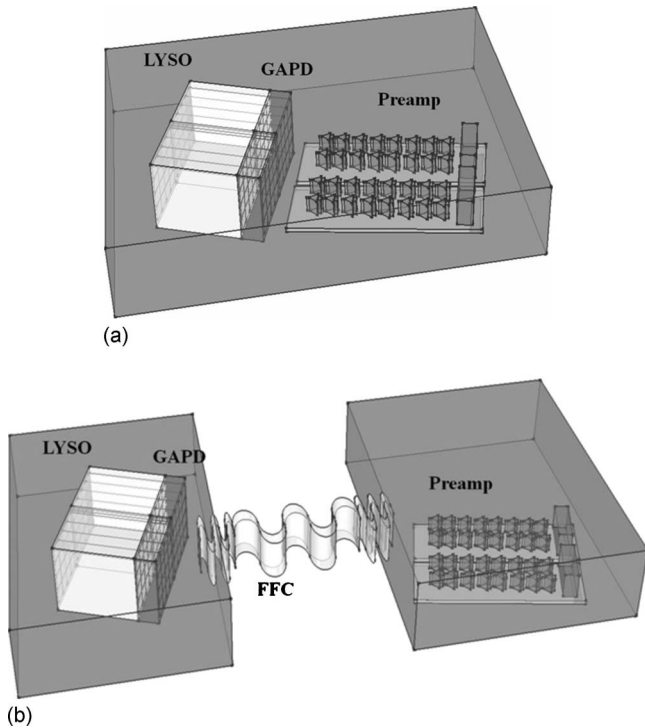 LYSO
GAPD
Preamp
(a)
LYSO
GAPD
Preamp
FFC
(b)